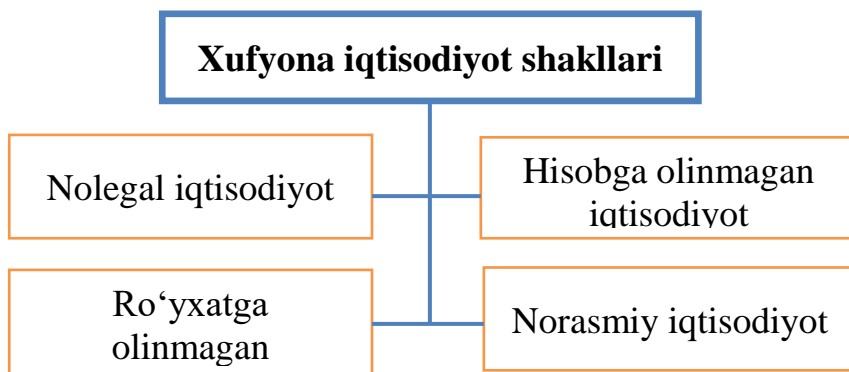 Xufyona iqtisodiyot shakllari
Nolegal iqtisodiyot
Hisobga olinmagan
iqtisodiyot
Ro‘yxatga
olinmagan
Norasmiy iqtisodiyot